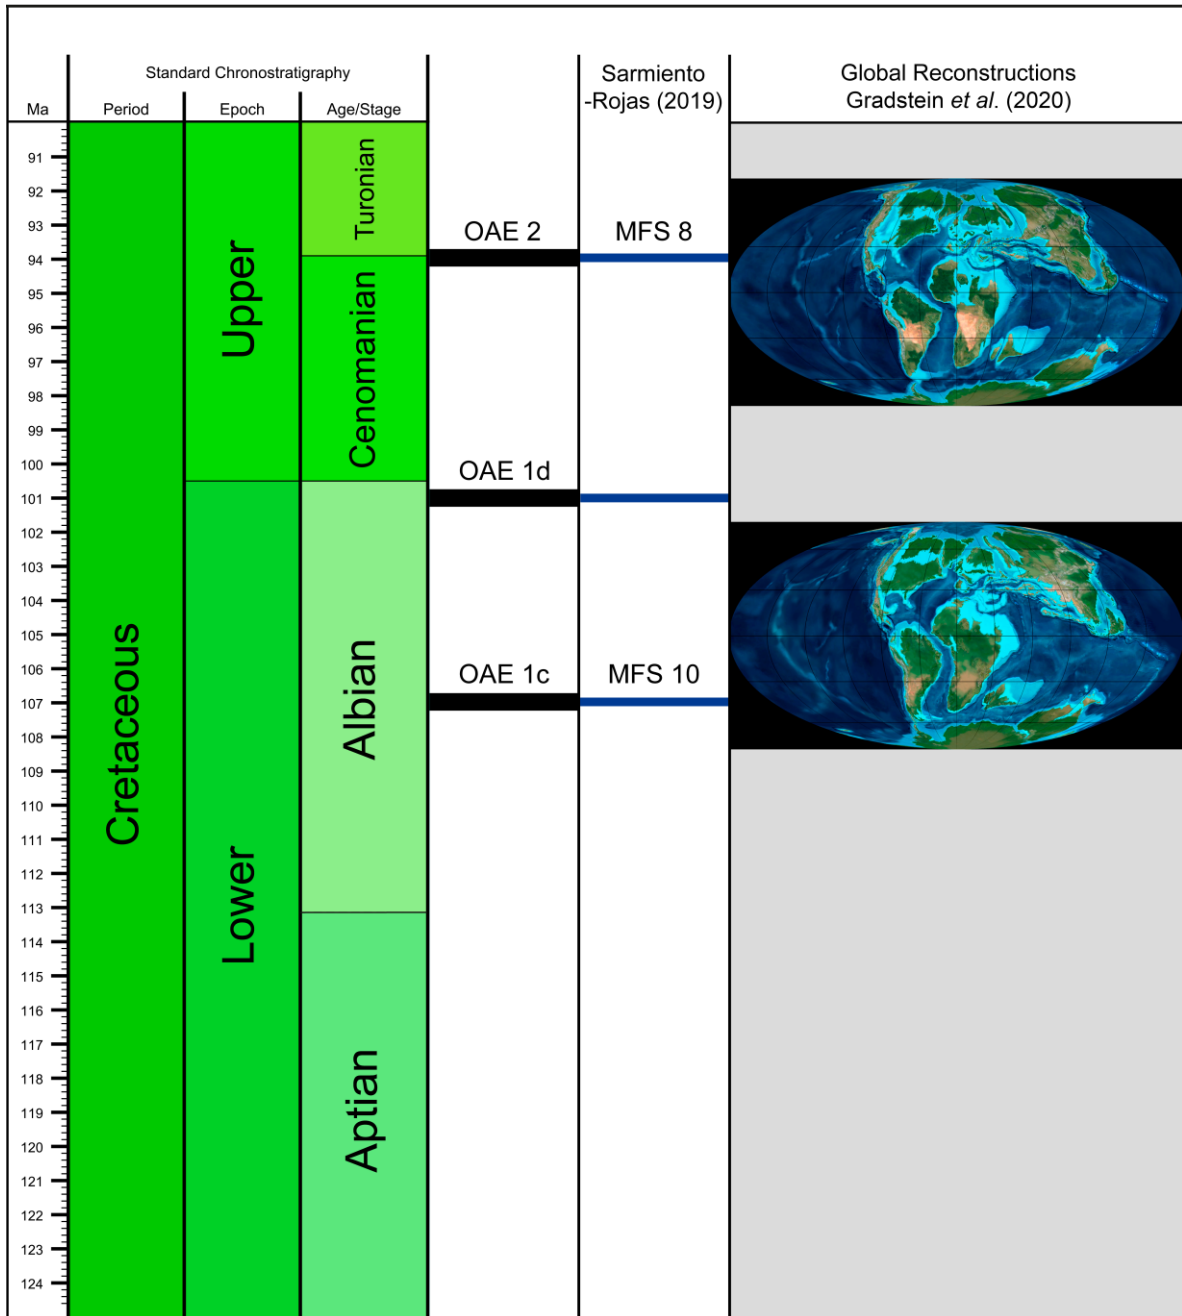 Standard Chronostratigraphy
Sarmiento
-Rojas (2019)
Global Reconstructions
Gradstein et al. (2020)
Ma
Period
Epoch
Age/Stage
91
92
93
94
95
96
97
98
99
100
101
102
103
104
105
106
107
108
109
110
111
112
113
114
115
116
117
118
119
120
121
122
123
124
Cretaceous
Upper
Lower
Turonian
Cenomanian
Albian
Aptian
OAE 2
MFS 8
OAE 1d
OAE 1c
MFS 10